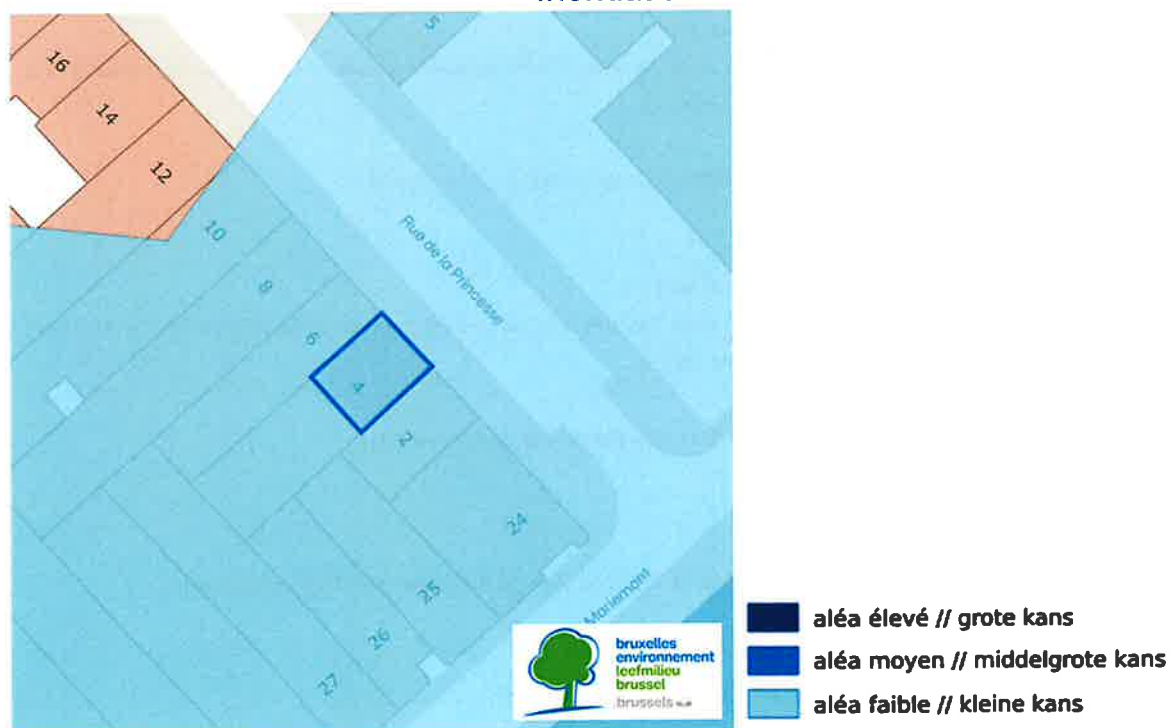 5
16
14
12
10
8
6
4
2
Rue de la Princesse
24
25
26
27
Mariemont
bruxelles
environnement
leefmilieu
brussel
.brussels
aléa élevé // grote kans
aléa moyen // middelgrote kans
aléa faible // kleine kans